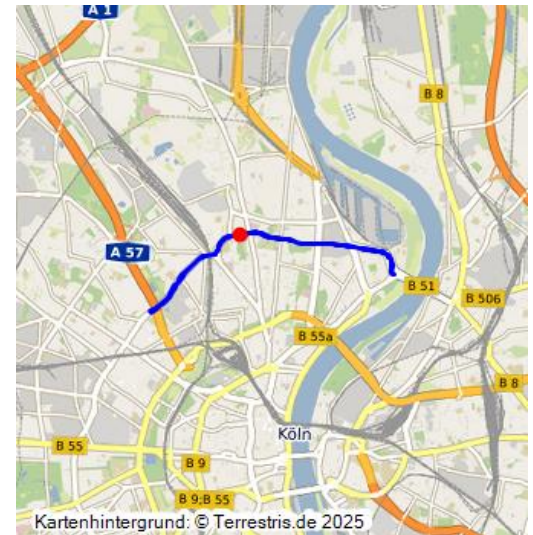 A 1
B 8
A 57
B 51
B 506
B 55a
B 8
Köln
B 55
B 9
B 9;B 55
Kartenhintergrund: © Terrestris.de 2025